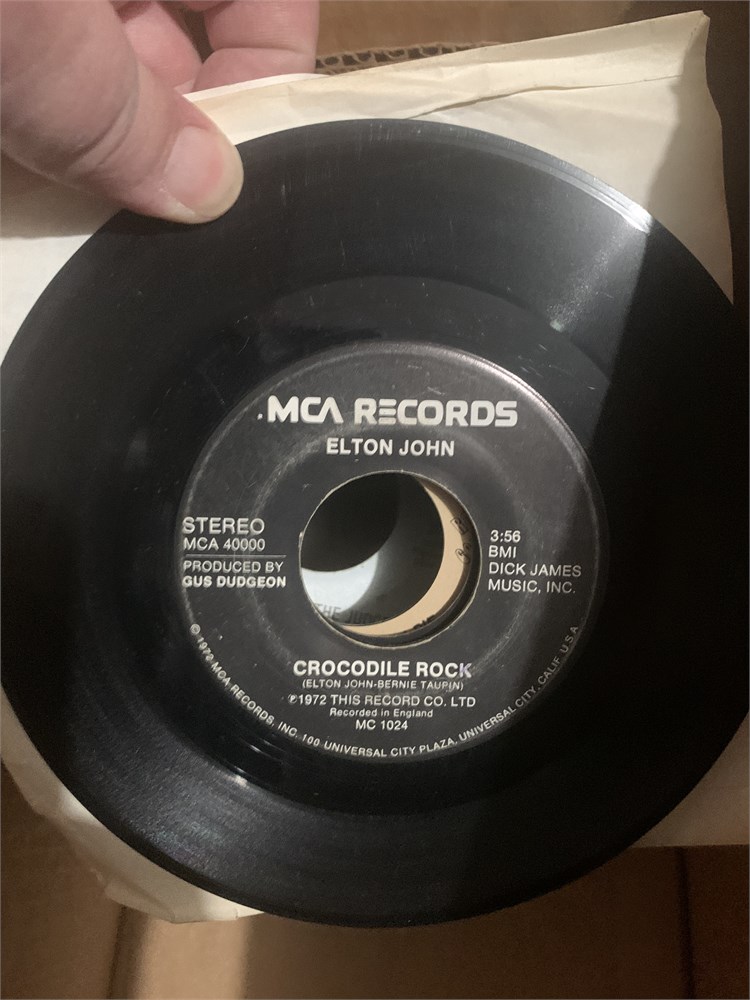 MCA RECORDS
ELTON JOHN
STEREO
MCA 40000
PRODUCED BY
GUS DUDGEON
3:56
BMI
DICK JAMES
MUSIC, INC.
CROCODILE ROCK
(ELTON JOHN-BERNIE TAUPIN)
℗1972 THIS RECORD CO. LTD
Recorded in England
MC 1024
©1972 MCA RECORDS, INC. 100 UNIVERSAL CITY PLAZA, UNIVERSAL CITY, CALIF. U.S.A.
THE